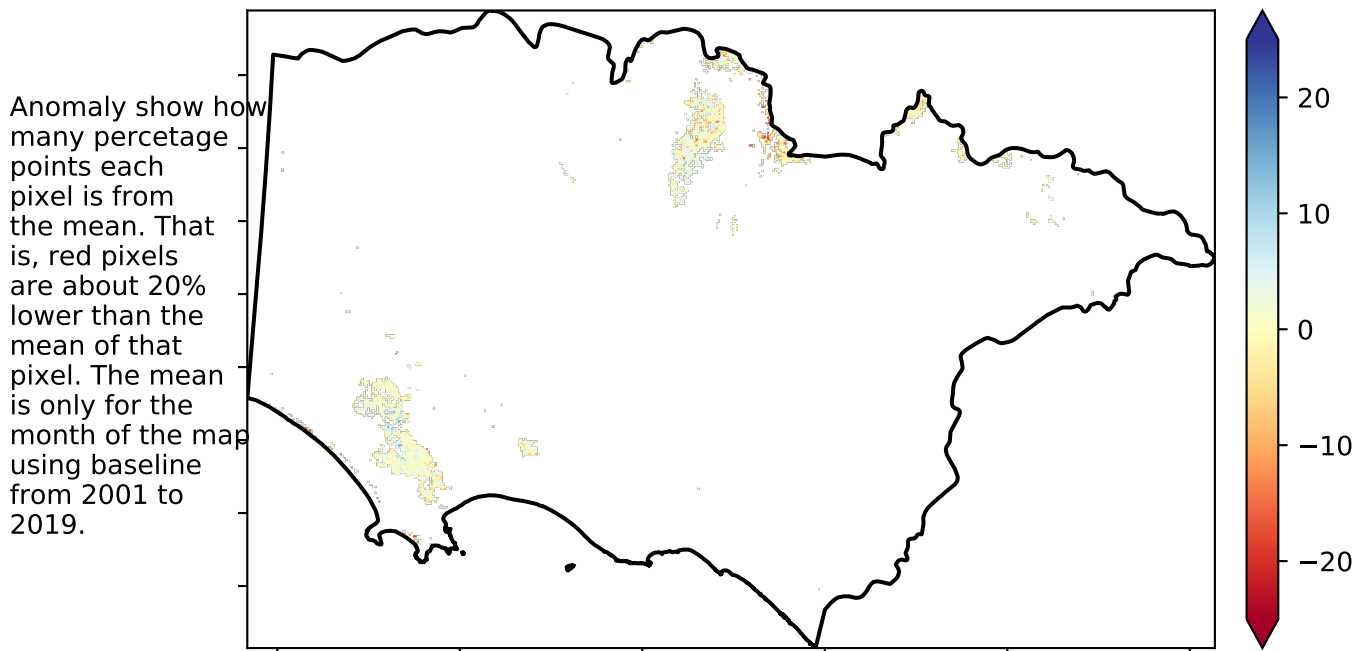 Anomaly show how
many percetage
points each
pixel is from
the mean. That
is, red pixels
are about 20%
lower than the
mean of that
pixel. The mean
is only for the
month of the map
using baseline
from 2001 to
2019.
20
10
0
−10
−20